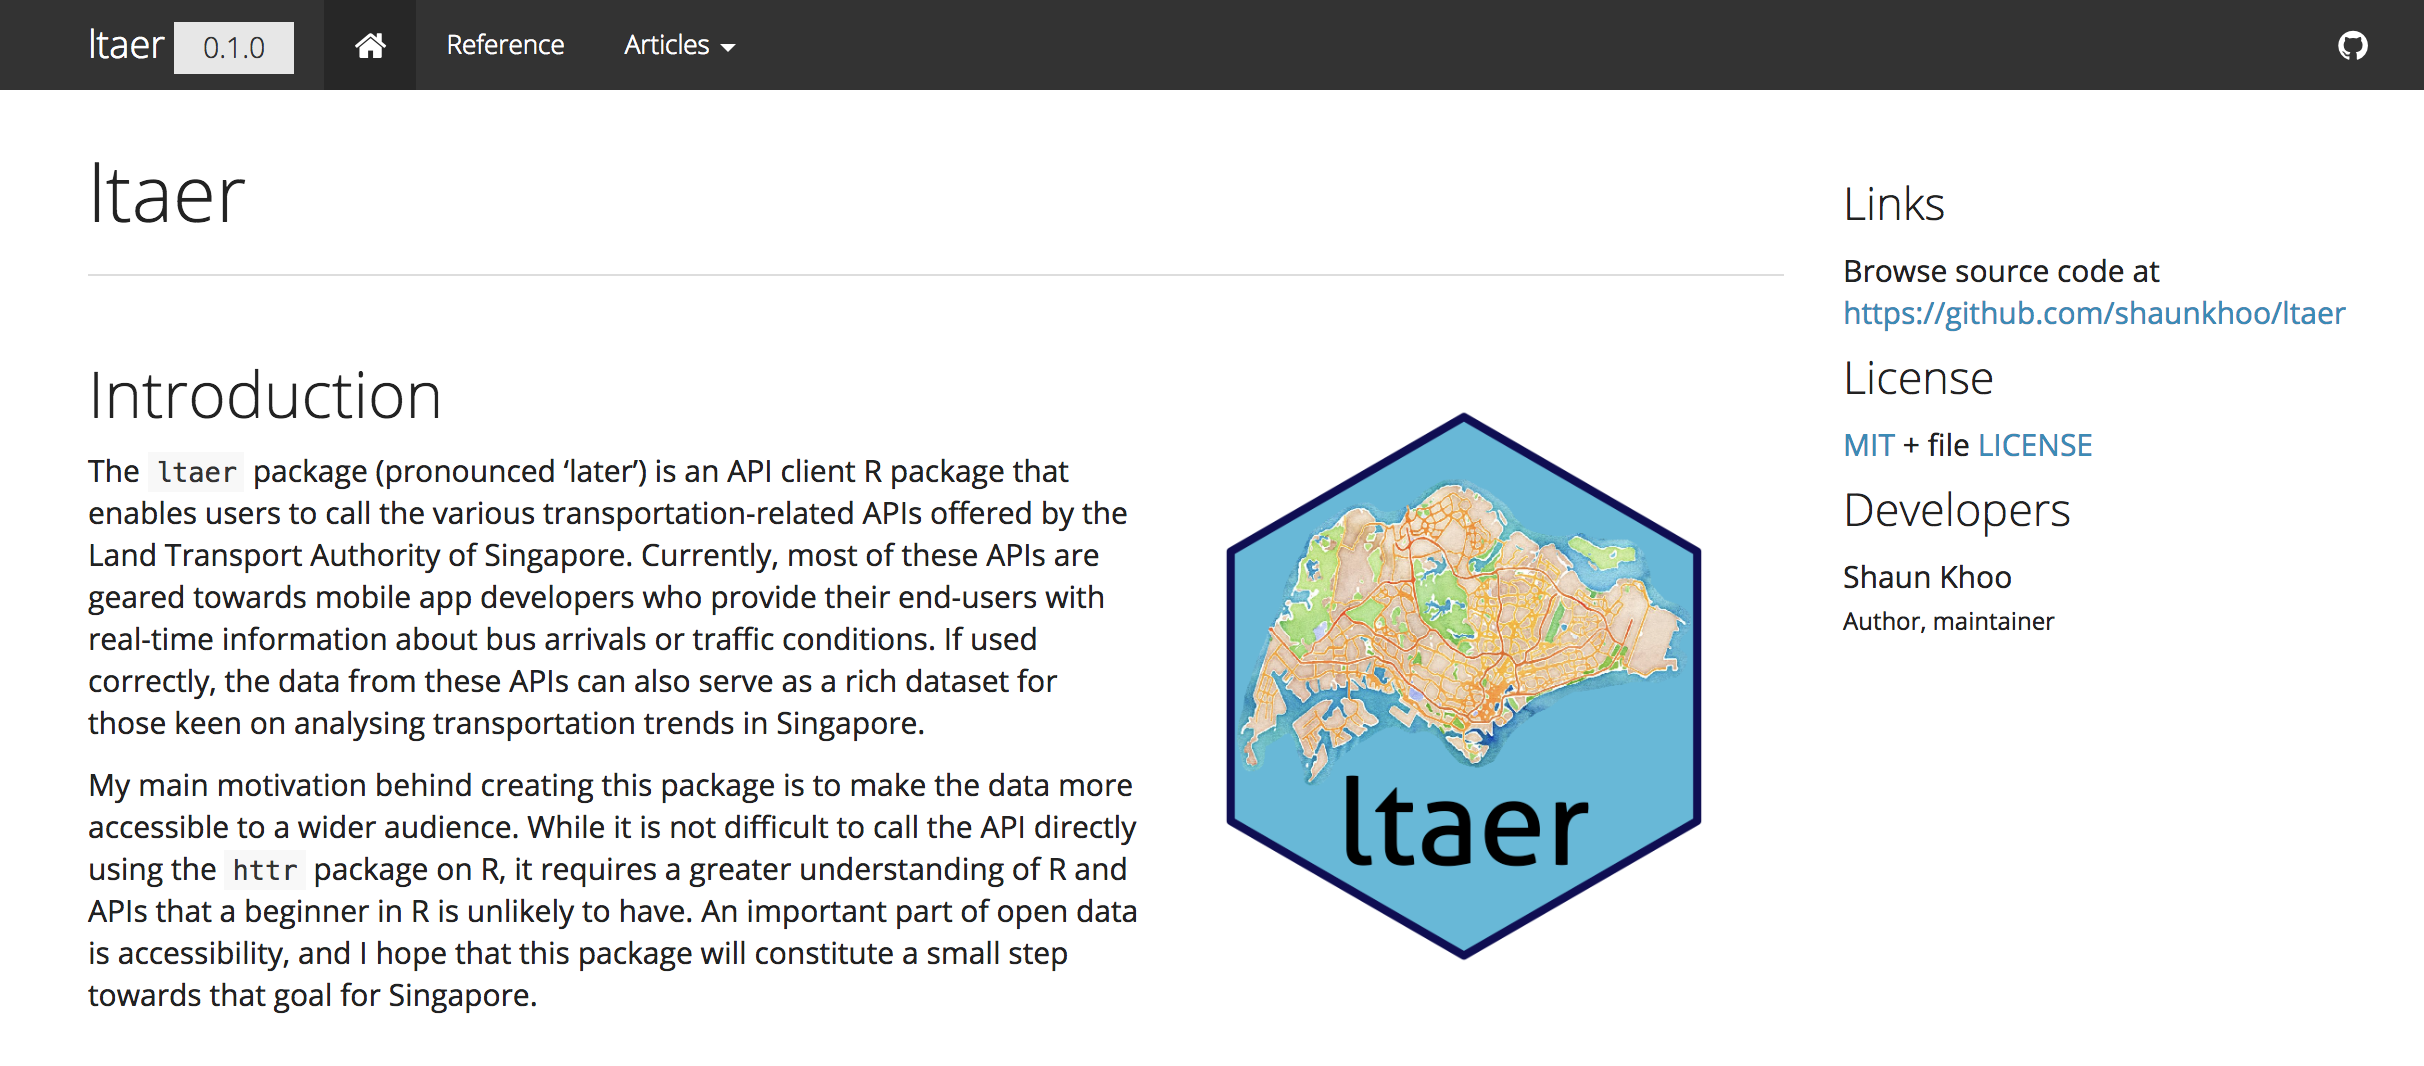 ltaer 0.1.0 Reference Articles
ltaer
Introduction
The ltaer package (pronounced ‘later’) is an API client R package that
enables users to call the various transportation-related APIs offered by the
Land Transport Authority of Singapore. Currently, most of these APIs are
geared towards mobile app developers who provide their end-users with
real-time information about bus arrivals or traffic conditions. If used
correctly, the data from these APIs can also serve as a rich dataset for
those keen on analysing transportation trends in Singapore.
My main motivation behind creating this package is to make the data more
accessible to a wider audience. While it is not difficult to call the API directly
using the httr package on R, it requires a greater understanding of R and
APIs that a beginner in R is unlikely to have. An important part of open data
is accessibility, and I hope that this package will constitute a small step
towards that goal for Singapore.
ltaer
Links
Browse source code at
https://github.com/shaunkhoo/ltaer
License
MIT + file LICENSE
Developers
Shaun Khoo
Author, maintainer